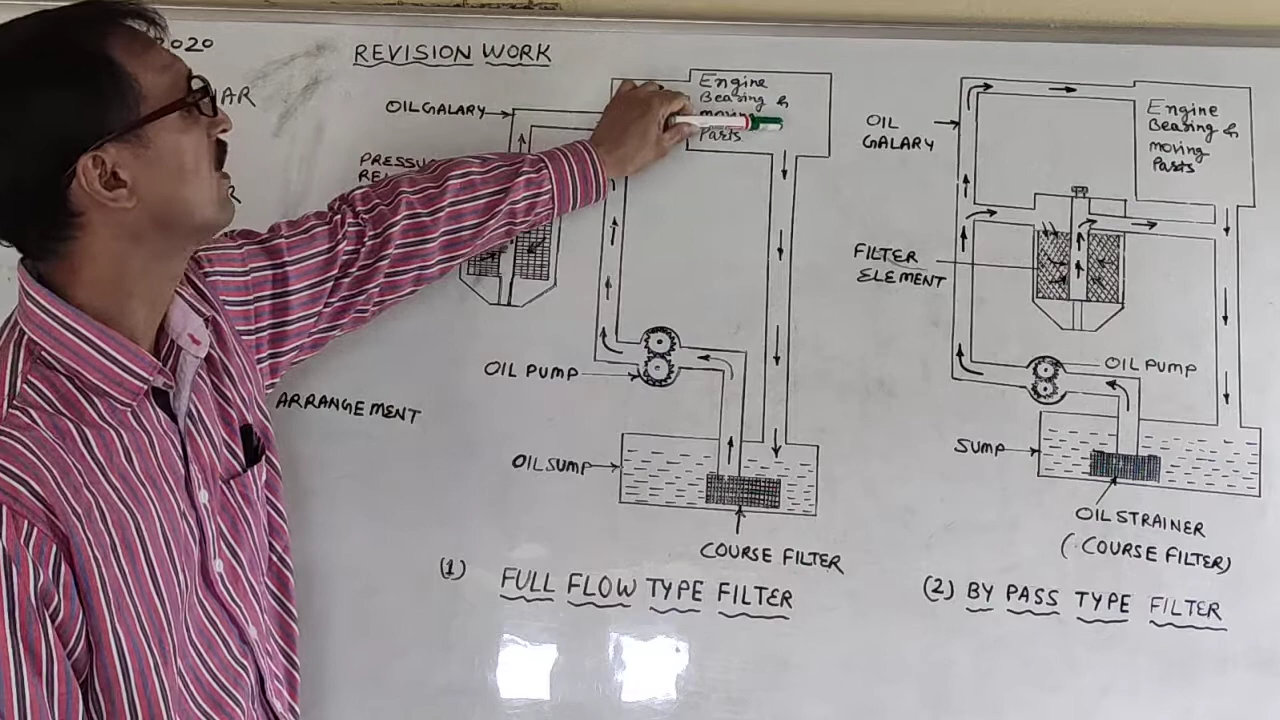 2020
REVISION WORK
OIL GALARY
Engine
Bearing &
moving
Parts
OIL
GALARY
Engine
Bearing &
moving
Parts
FILTER
ELEMENT
OIL PUMP
OIL PUMP
ARRANGEMENT
OIL SUMP
SUMP
COURSE FILTER
OIL STRAINER
(COURSE FILTER)
(1) FULL FLOW TYPE FILTER
(2) BY PASS TYPE FILTER